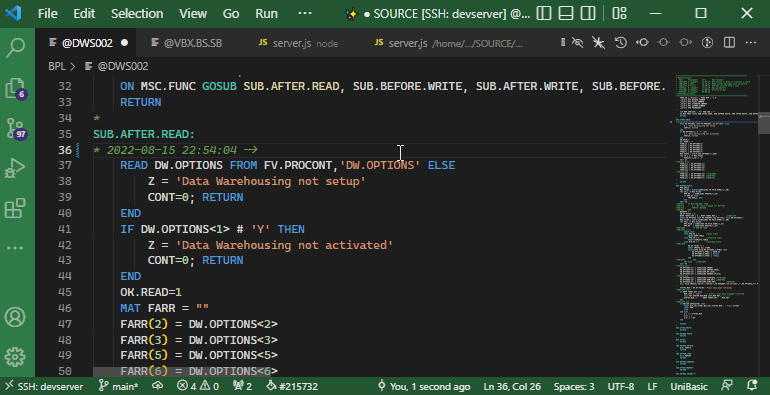 File Edit Selection View Go Run ... SOURCE [SSH: devserver] @...
@DWS002 @VBX.BS.SB JS server.js node JS server.js /home/.../SOURCE/...
BPL > @DWS002
32 ON MSC.FUNC GOSUB SUB.AFTER.READ, SUB.BEFORE.WRITE, SUB.AFTER.WRITE, SUB.BEFORE.
33 RETURN
34 *
35 SUB.AFTER.READ:
36 * 2022-08-15 22:54:04 ->
37 READ DW.OPTIONS FROM FV.PROCONT,'DW.OPTIONS' ELSE
38 Z = 'Data Warehousing not setup'
39 CONT=0; RETURN
40 END
41 IF DW.OPTIONS<1> # 'Y' THEN
42 Z = 'Data Warehousing not activated'
43 CONT=0; RETURN
44 END
45 OK.READ=1
46 MAT FARR = ""
47 FARR(2) = DW.OPTIONS<2>
48 FARR(3) = DW.OPTIONS<3>
49 FARR(5) = DW.OPTIONS<5>
50 FARR(6) = DW.OPTIONS<6>
6
97
SSH: devserver main* 4 0 2 #215732 You, 1 second ago Ln 36, Col 26 Spaces: 3 UTF-8 LF UniBasic